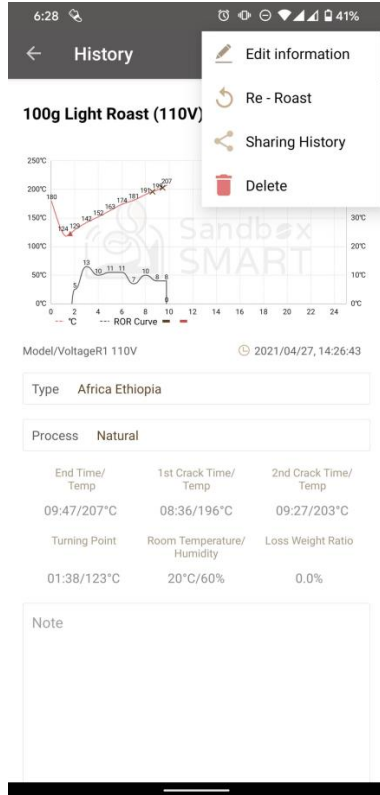 6:28 41%
History
Edit information
Re - Roast
Sharing History
Delete
100g Light Roast (110V)
250℃
200℃
150℃
100℃
50℃
0℃
30℃
20℃
10℃
0℃
180 124 129 142 152 163 174 181 191 199 207
5 13 10 11 11 7 10 8 8 0
Sandbox
SMART
0 2 4 6 8 10 12 14 16 18 20 22 24
℃ ROR Curve
Model/VoltageR1 110V 2021/04/27, 14:26:43
Type Africa Ethiopia
Process Natural
End Time/ 1st Crack Time/ 2nd Crack Time/
Temp Temp Temp
09:47/207°C 08:36/196°C 09:27/203°C
Turning Point Room Temperature/ Loss Weight Ratio
Humidity
01:38/123°C 20°C/60% 0.0%
Note